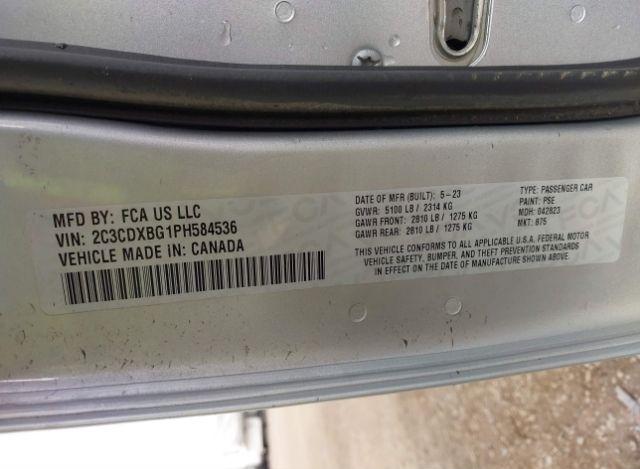 MFD BY: FCA US LLC
VIN: 2C3CDXBG1PH584536
VEHICLE MADE IN: CANADA
DATE OF MFR (BUILT): 5-23
GVWR: 5100 LB / 2314 KG
GAWR FRONT: 2810 LB / 1275 KG
GAWR REAR: 2810 LB / 1275 KG
TYPE: PASSENGER CAR
PAINT: PSE
MDH: 042823
MKT: 875
THIS VEHICLE CONFORMS TO ALL APPLICABLE U.S.A. FEDERAL MOTOR
VEHICLE SAFETY, BUMPER, AND THEFT PREVENTION STANDARDS
IN EFFECT ON THE DATE OF MANUFACTURE SHOWN ABOVE.